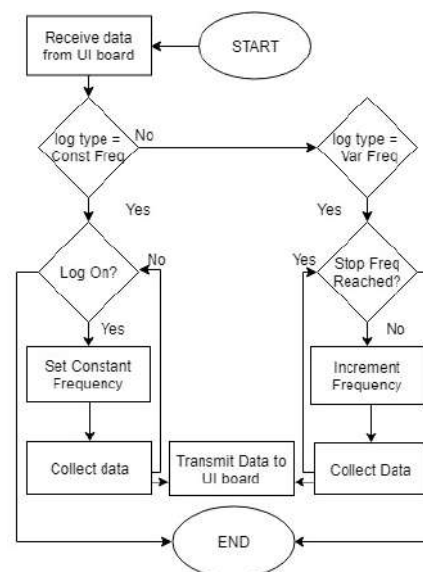 START
Receive data
from UI board
log type =
Const Freq
No
log type =
Var Freq
Yes
Yes
Log On?
No
Yes
Stop Freq
Reached?
Yes
No
Set Constant
Frequency
Increment
Frequency
Collect data
Transmit Data to
UI board
Collect Data
END